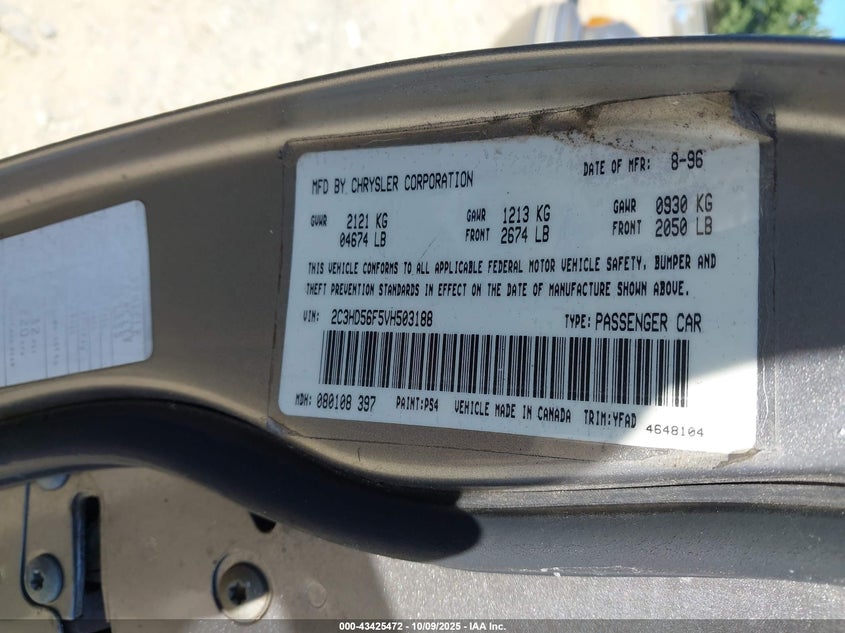 MFD BY CHRYSLER CORPORATION
DATE OF MFR: 8-96
GVWR 2121 KG
04674 LB
GAWR 1213 KG
FRONT 2674 LB
GAWR 0930 KG
FRONT 2050 LB
THIS VEHICLE CONFORMS TO ALL APPLICABLE FEDERAL MOTOR VEHICLE SAFETY, BUMPER AND
THEFT PREVENTION STANDARDS IN EFFECT ON THE DATE OF MANUFACTURE SHOWN ABOVE.
VIN: 2C3HD56F5VH503188 TYPE: PASSENGER CAR
MDH: 080108 397 PAINT:PS4 VEHICLE MADE IN CANADA TRIM:YFAD
4648104
000-43425472 | 10/09/2025 - IAA Inc.